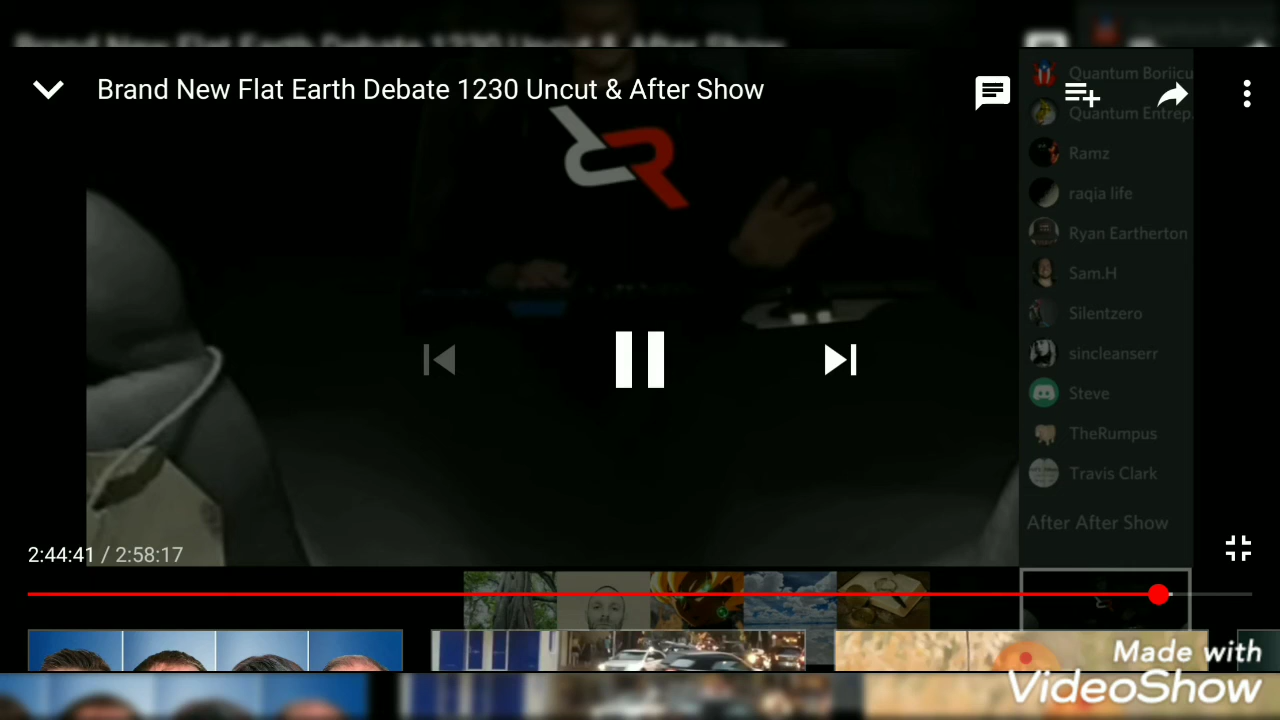 Brand New Flat Earth Debate 1230 Uncut & After Show
Quantum Boriicu
Quantum Entrep.
Ramz
raqia life
Ryan Eartherton
Sam.H
Silentzero
sincleanserr
Steve
TheRumpus
Travis Clark
After After Show
2:44:41 / 2:58:17
Made with
VideoShow